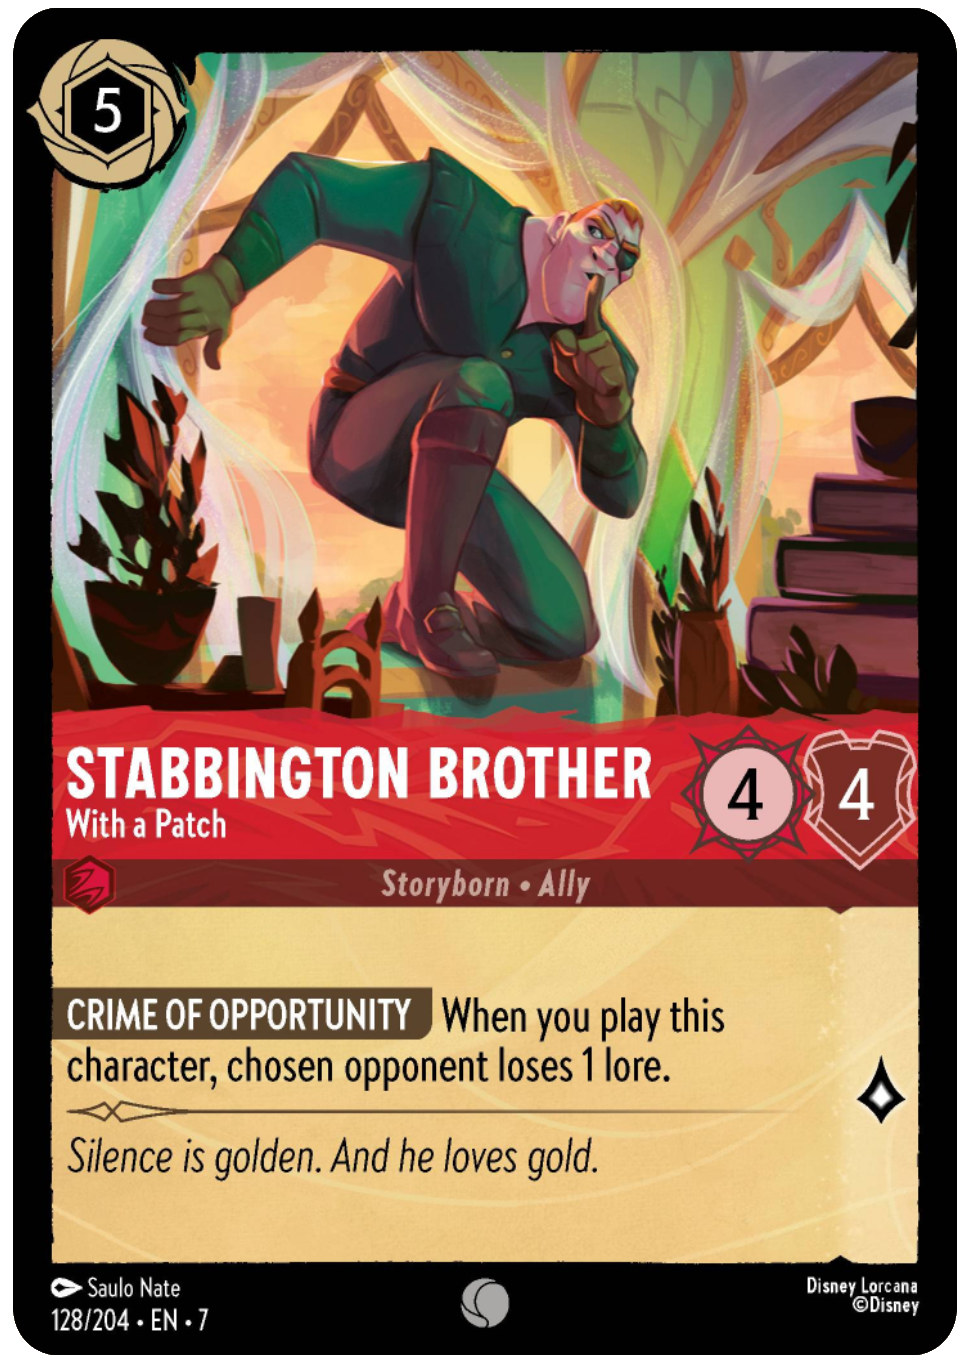 5
STABBINGTON BROTHER
With a Patch
4
4
Storyborn • Ally
CRIME OF OPPORTUNITY When you play this
character, chosen opponent loses 1 lore.
Silence is golden. And he loves gold.
Saulo Nate
128/204 • EN • 7
Disney Lorcana
©Disney